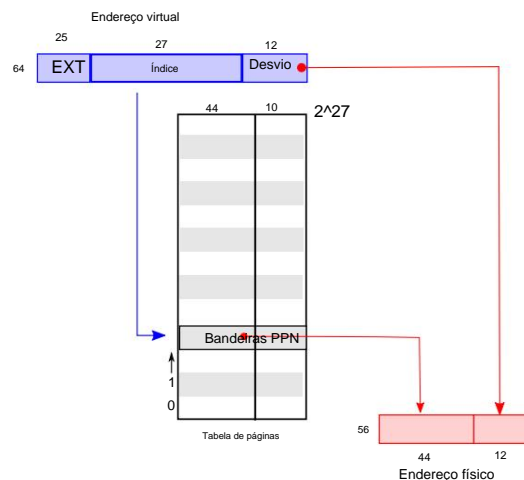 Endereço virtual
25 27 12
64 EXT Índice Desvio
44 10 2^27
Bandeiras PPN
1
0
Tabela de páginas
56
44 12
Endereço físico